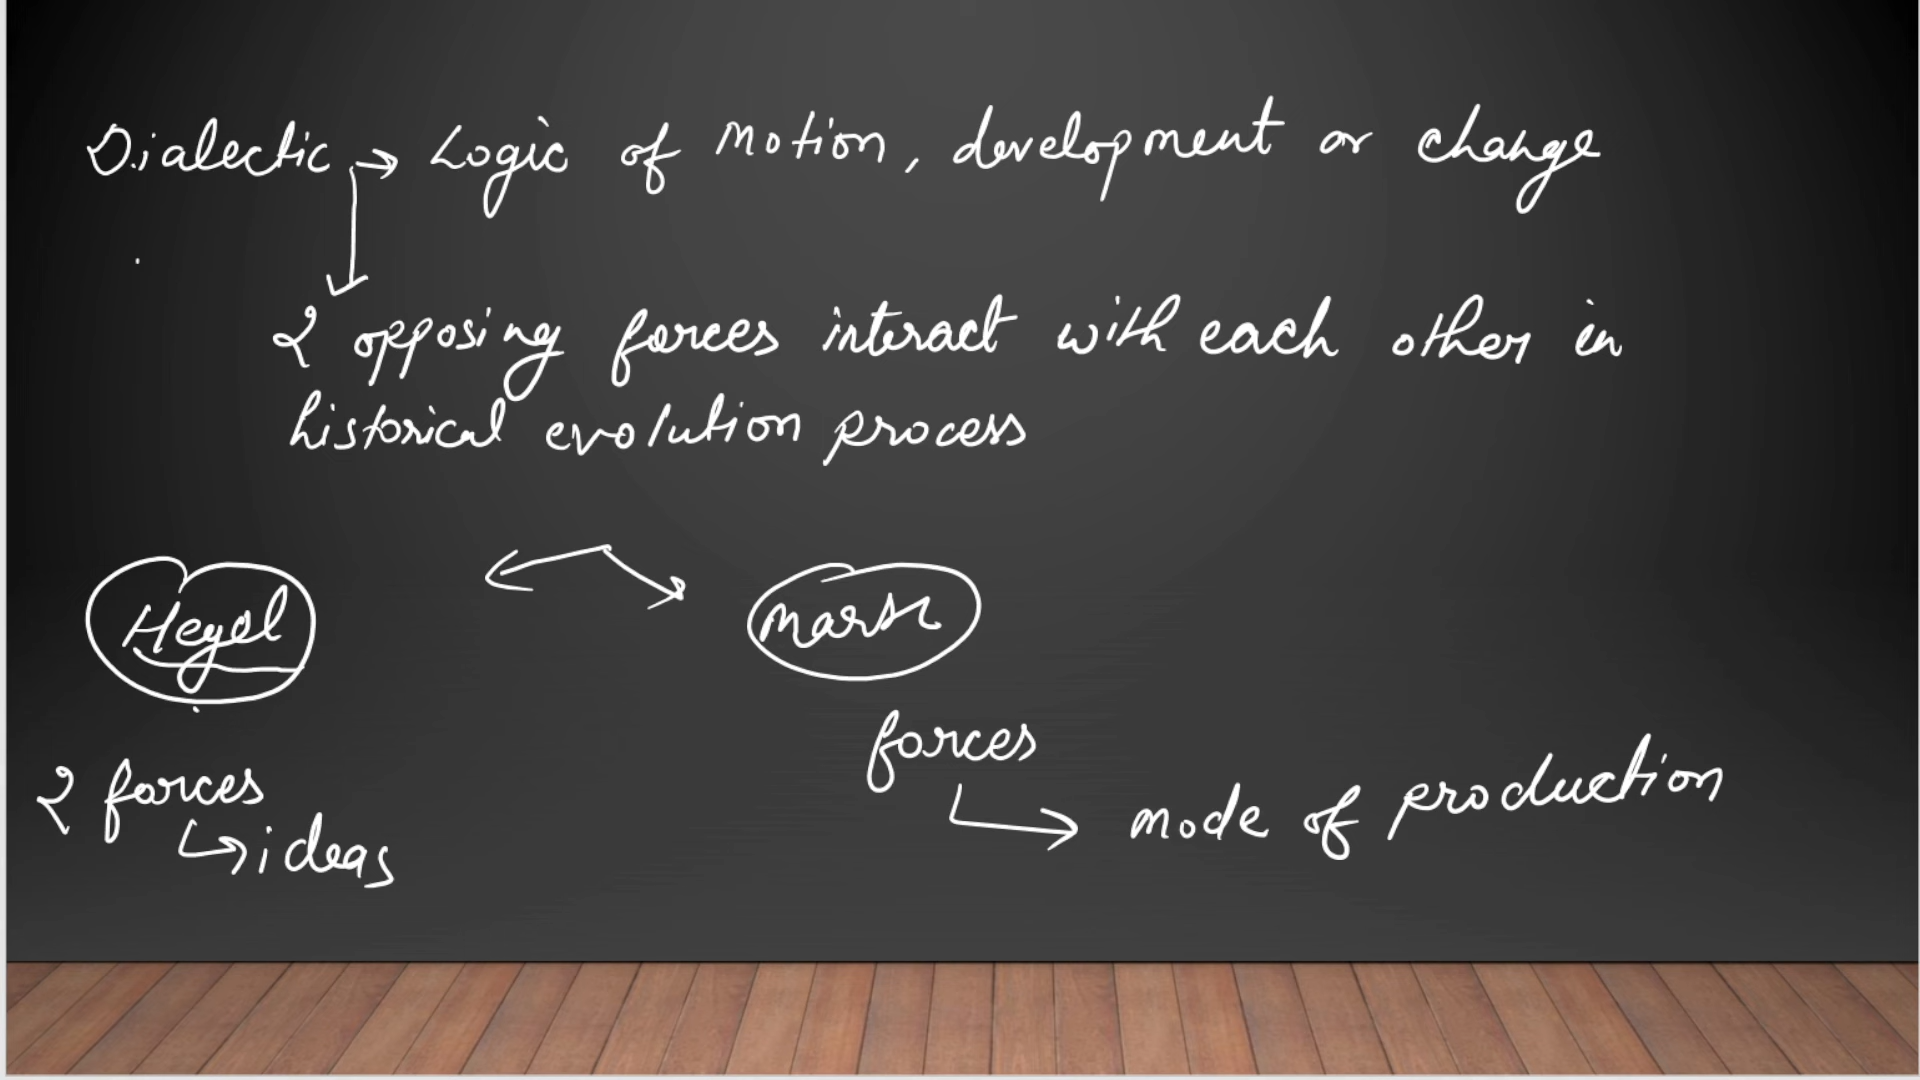 Dialectic → Logic of Motion, development or change
2 opposing forces interact with each other in
historical evolution process
Hegel
Marx
2 forces
↳ ideas
forces
↳ mode of production